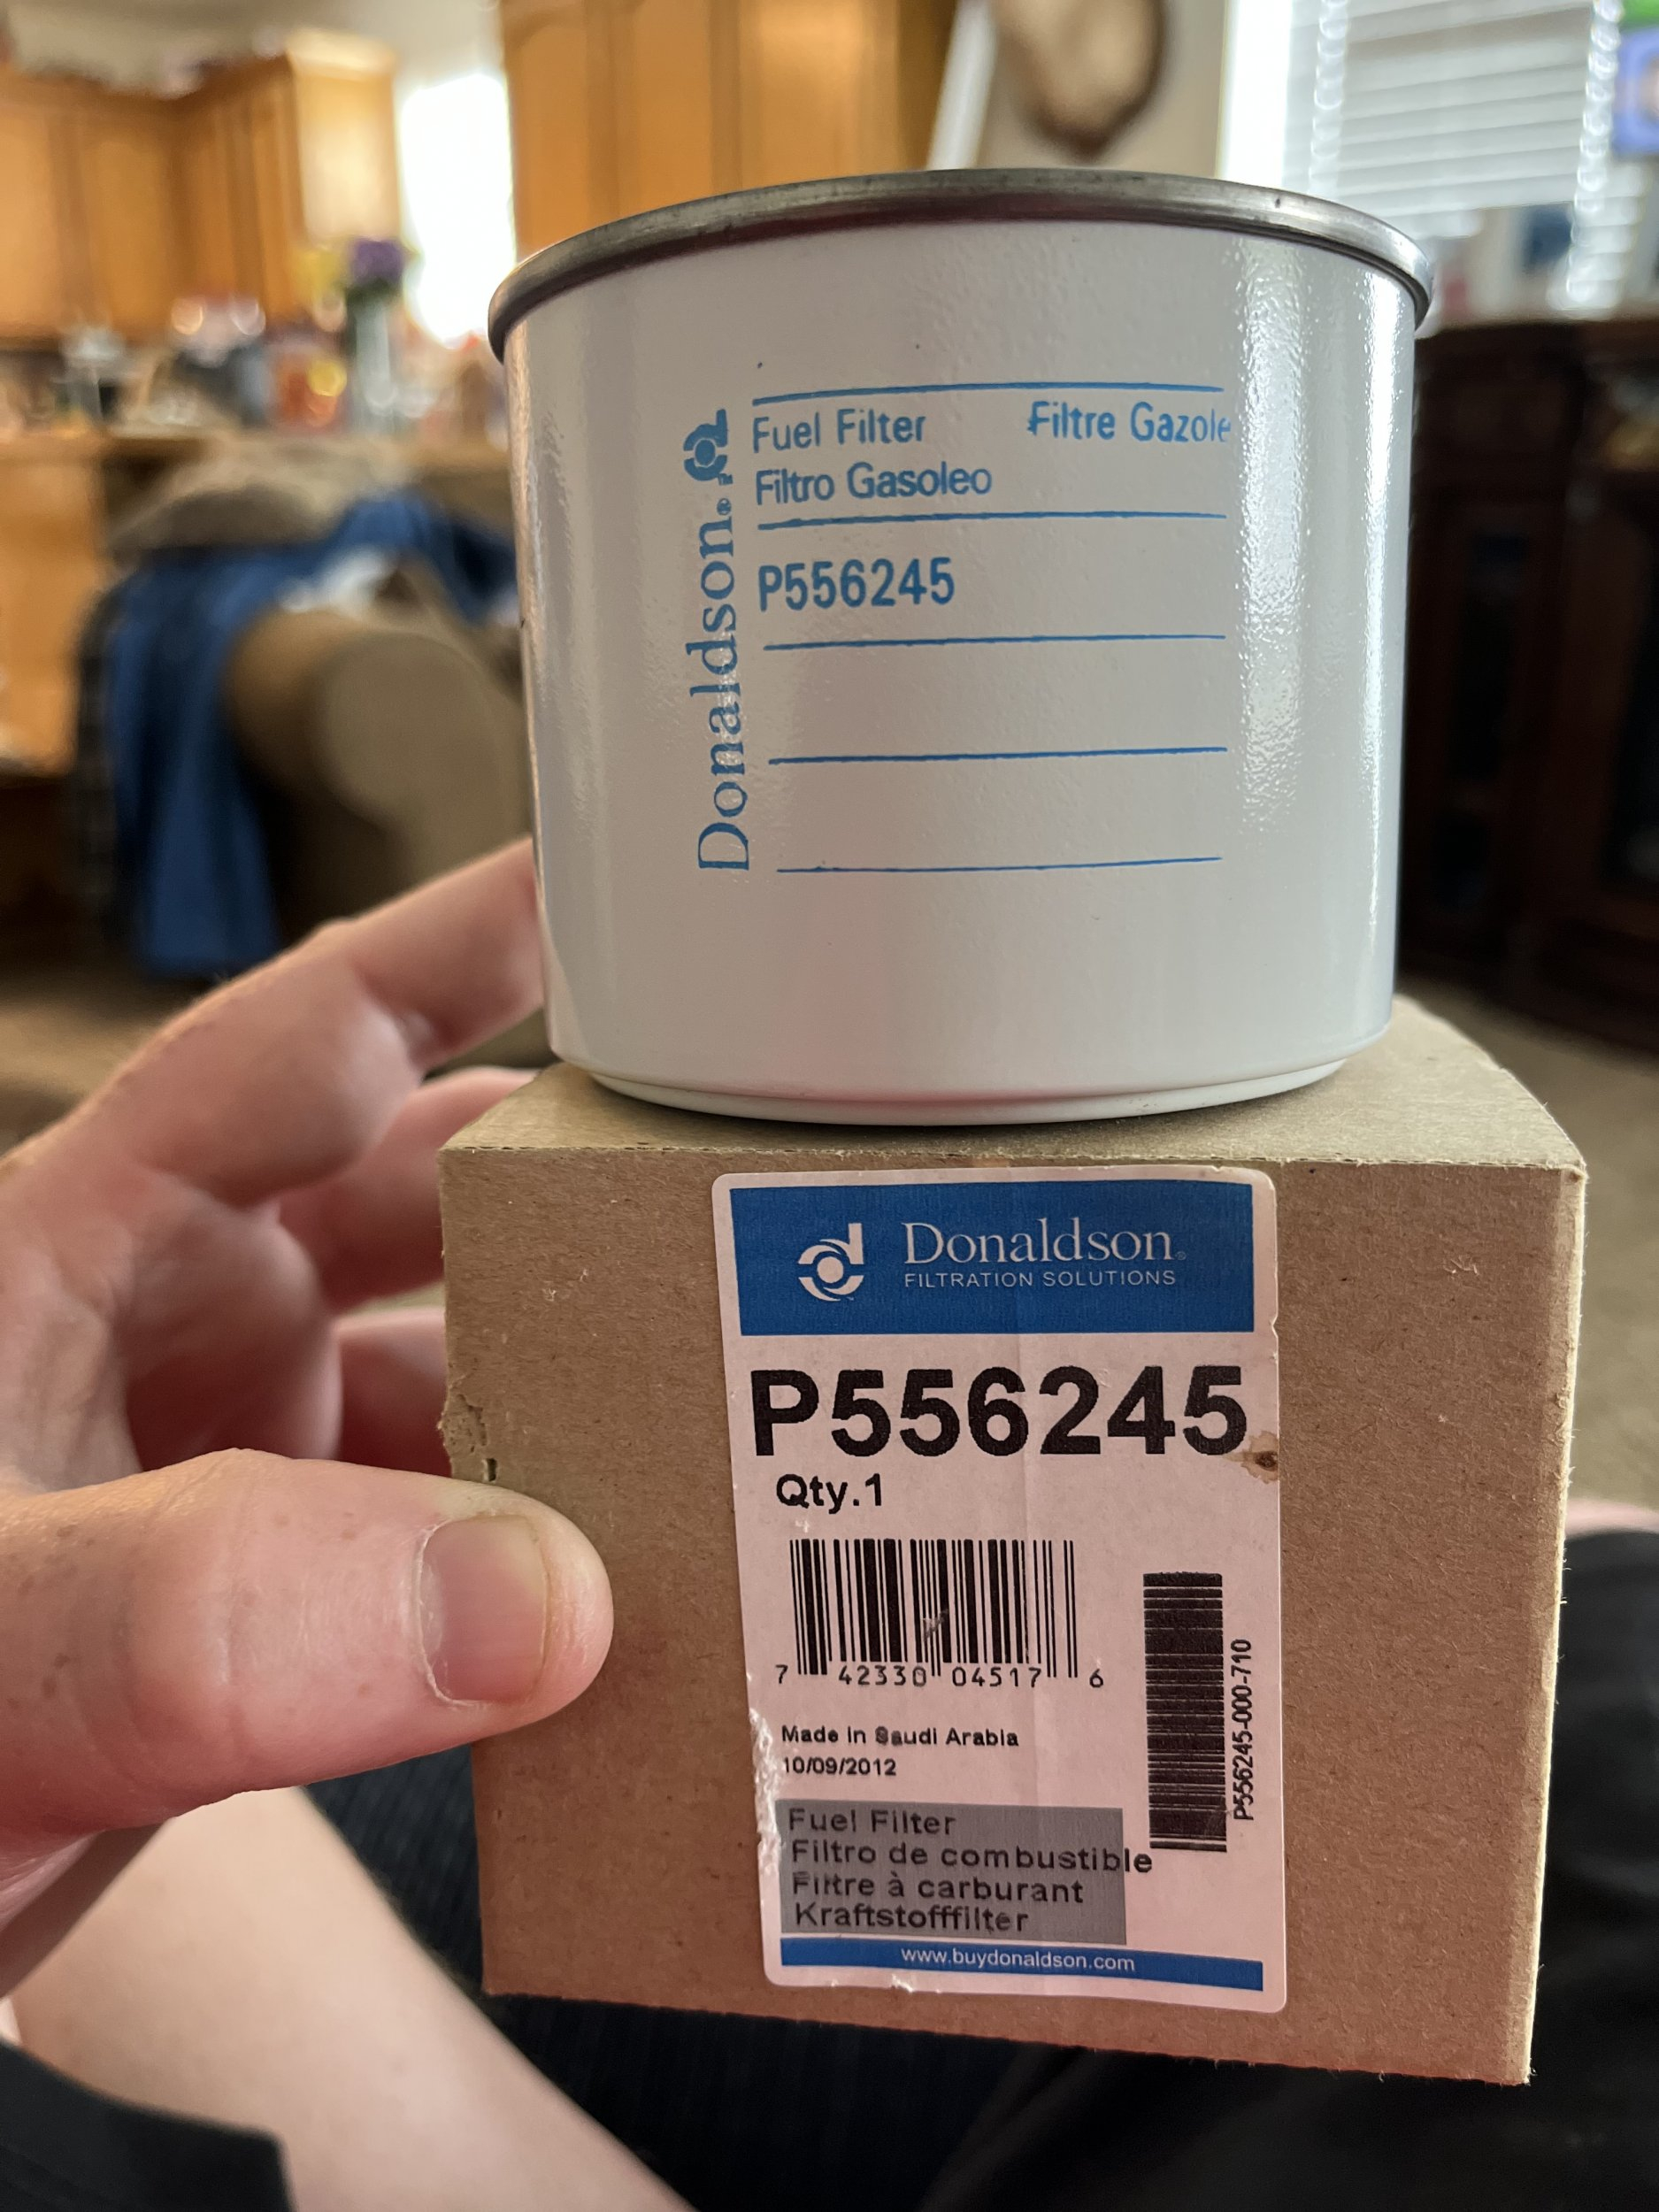 Donaldson.
Fuel Filter Filtre Gazole
Filtro Gasoleo
P556245
Donaldson®
FILTRATION SOLUTIONS
P556245
Qty.1
7 42330 04517 6
P556245-000-710
Made in Saudi Arabia
10/09/2012
Fuel Filter
Filtro de combustible
Filtre à carburant
Kraftstofffilter
www.buydonaldson.com